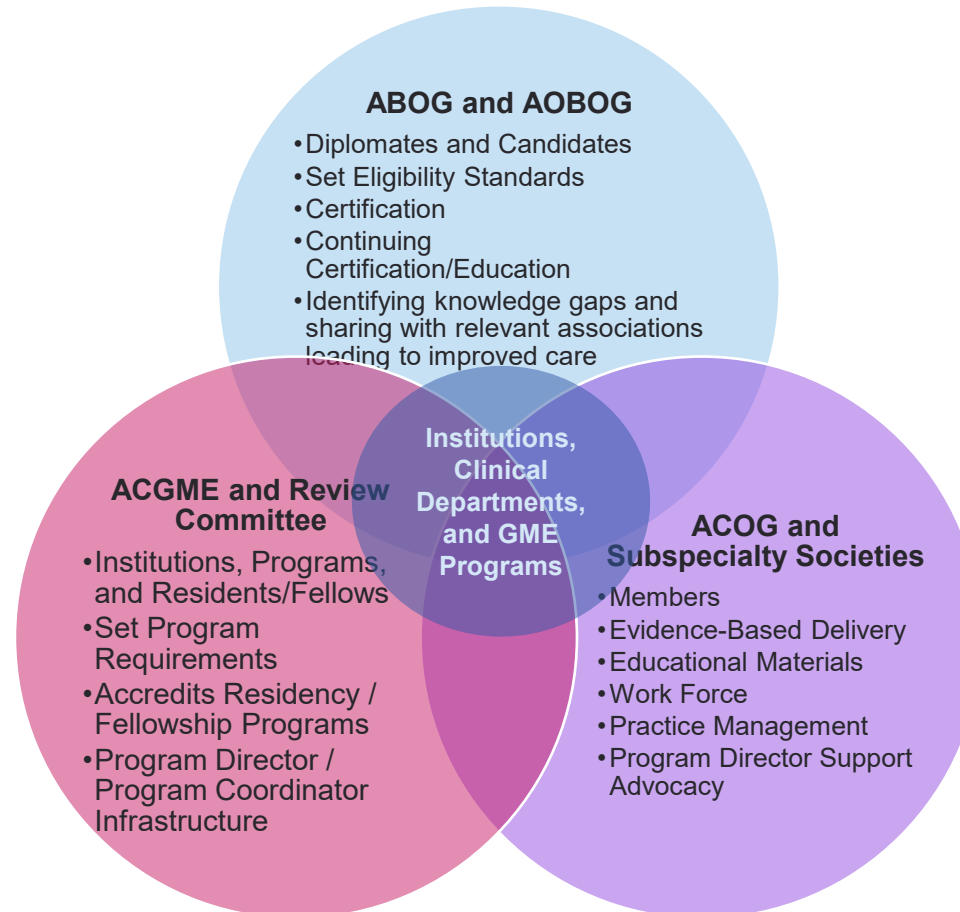 ABOG and AOBOG
•Diplomates and Candidates
•Set Eligibility Standards
•Certification
•Continuing
Certification/Education
•Identifying knowledge gaps and
sharing with relevant associations
leading to improved care
Institutions,
Clinical
Departments,
and GME
Programs
ACGME and Review
Committee
•Institutions, Programs,
and Residents/Fellows
•Set Program
Requirements
•Accredits Residency /
Fellowship Programs
•Program Director /
Program Coordinator
Infrastructure
ACOG and
Subspecialty Societies
•Members
•Evidence-Based Delivery
•Educational Materials
•Work Force
•Practice Management
•Program Director Support
Advocacy